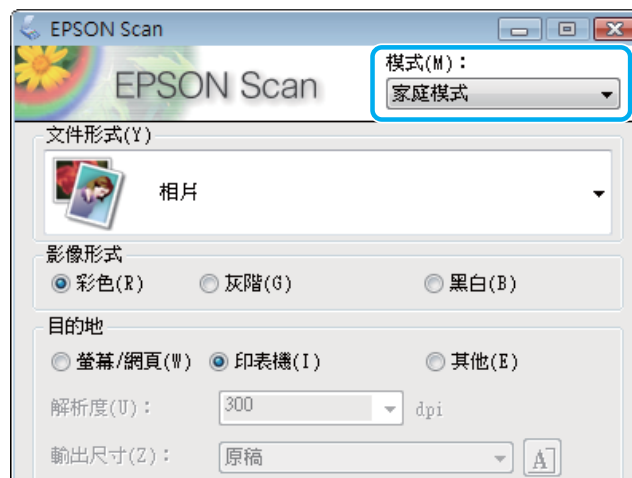 EPSON Scan
EPSON Scan
模式(M)：
家庭模式
文件形式(Y)
相片
影像形式
彩色(R) 灰階(G) 黑白(B)
目的地
螢幕/網頁(W) 印表機(I) 其他(E)
解析度(U)： 300 dpi
輸出尺寸(Z)： 原稿 A